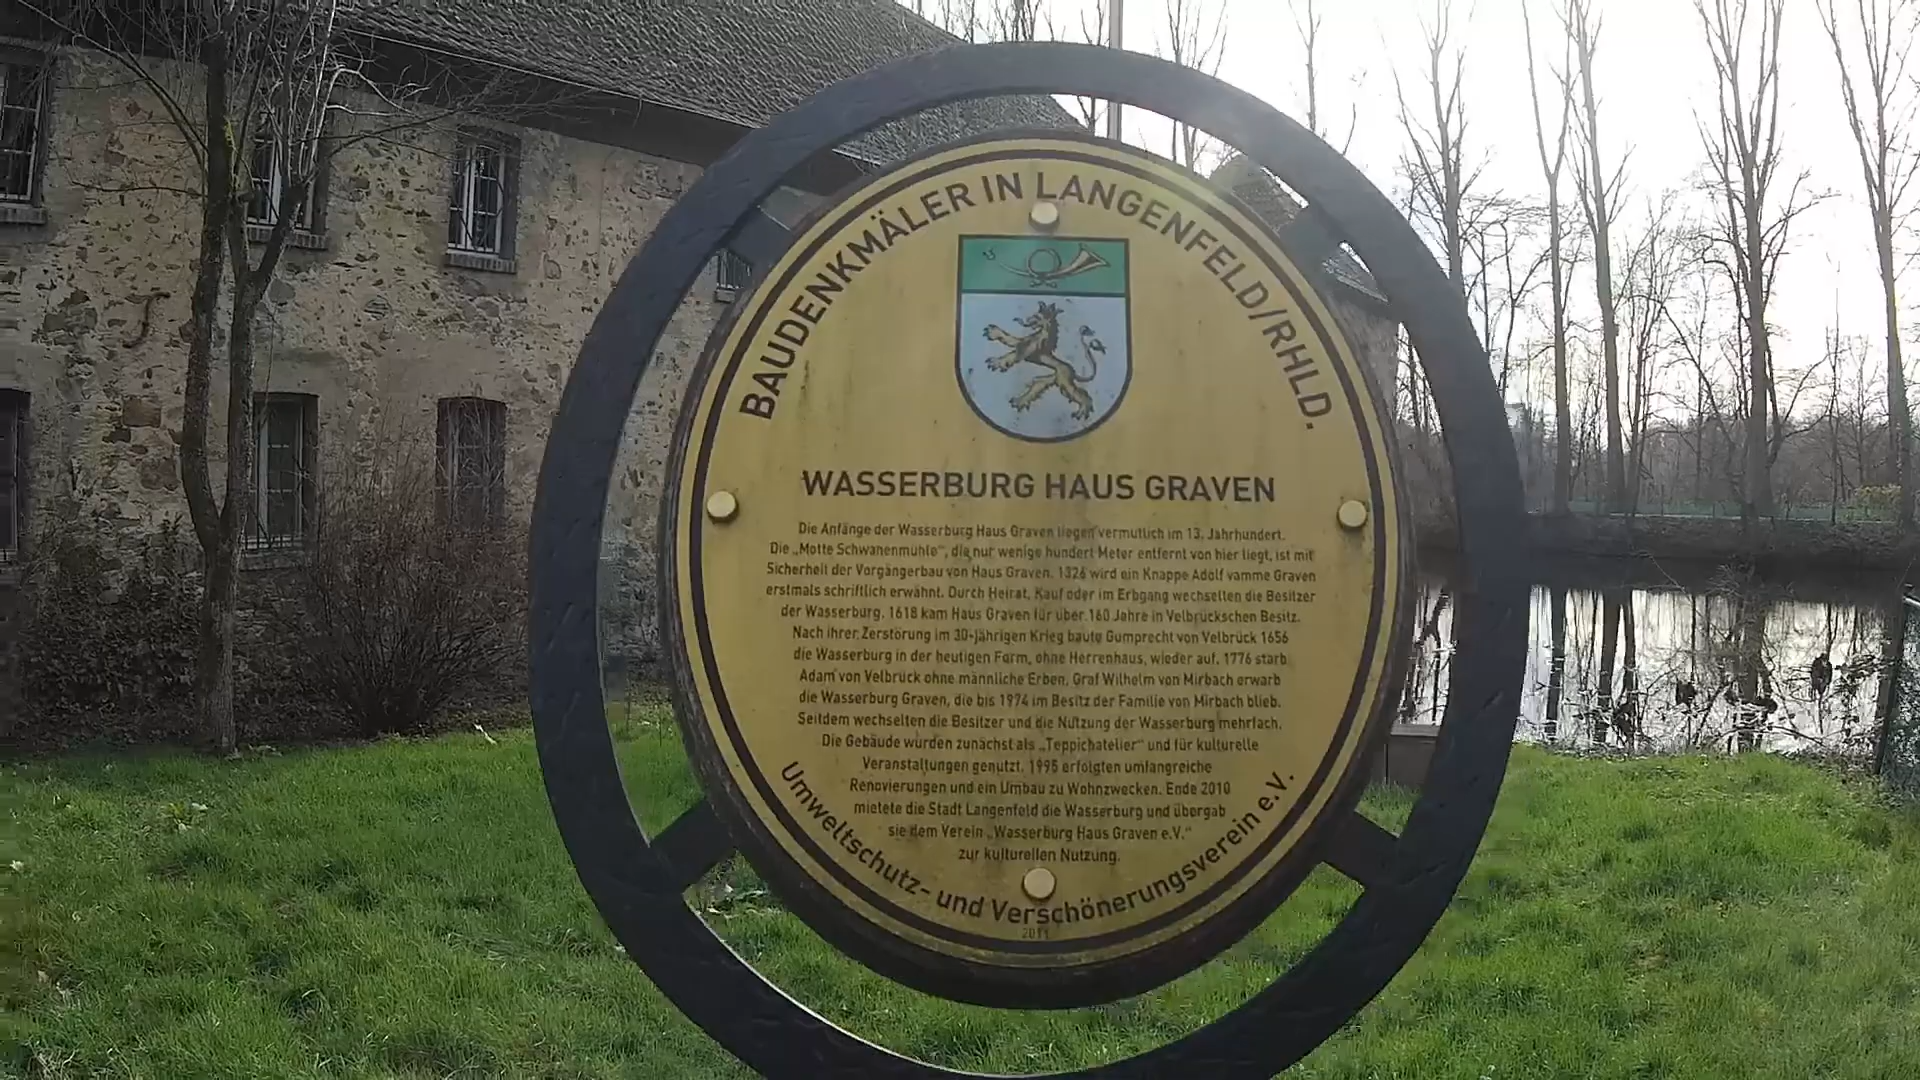 BAUDENKMÄLER IN LANGENFELD/RHLD.
WASSERBURG HAUS GRAVEN
Die Anfänge der Wasserburg Haus Graven liegen vermutlich im 13. Jahrhundert.
Die „Motte Schwanenmühle", die nur wenige hundert Meter entfernt von hier liegt, ist mit
Sicherheit der Vorgängerbau von Haus Graven. 1326 wird ein Knappe Adolf vamme Graven
erstmals schriftlich erwähnt. Durch Heirat, Kauf oder im Erbgang wechselten die Besitzer
der Wasserburg. 1618 kam Haus Graven für über 160 Jahre in Velbrückschen Besitz.
Nach ihrer Zerstörung im 30-jährigen Krieg baute Gumprecht von Velbrück 1656
die Wasserburg in der heutigen Form, ohne Herrenhaus, wieder auf. 1776 starb
Adam von Velbrück ohne männliche Erben. Graf Wilhelm von Mirbach erwarb
die Wasserburg Graven, die bis 1974 im Besitz der Familie von Mirbach blieb.
Seitdem wechselten die Besitzer und die Nutzung der Wasserburg mehrfach.
Die Gebäude wurden zunächst als „Teppichatelier" und für kulturelle
Veranstaltungen genutzt. 1995 erfolgten umfangreiche
Renovierungen und ein Umbau zu Wohnzwecken. Ende 2010
mietete die Stadt Langenfeld die Wasserburg und übergab
sie dem Verein „Wasserburg Haus Graven e.V."
zur kulturellen Nutzung.
Umweltschutz- und Verschönerungsverein e.V.
2011